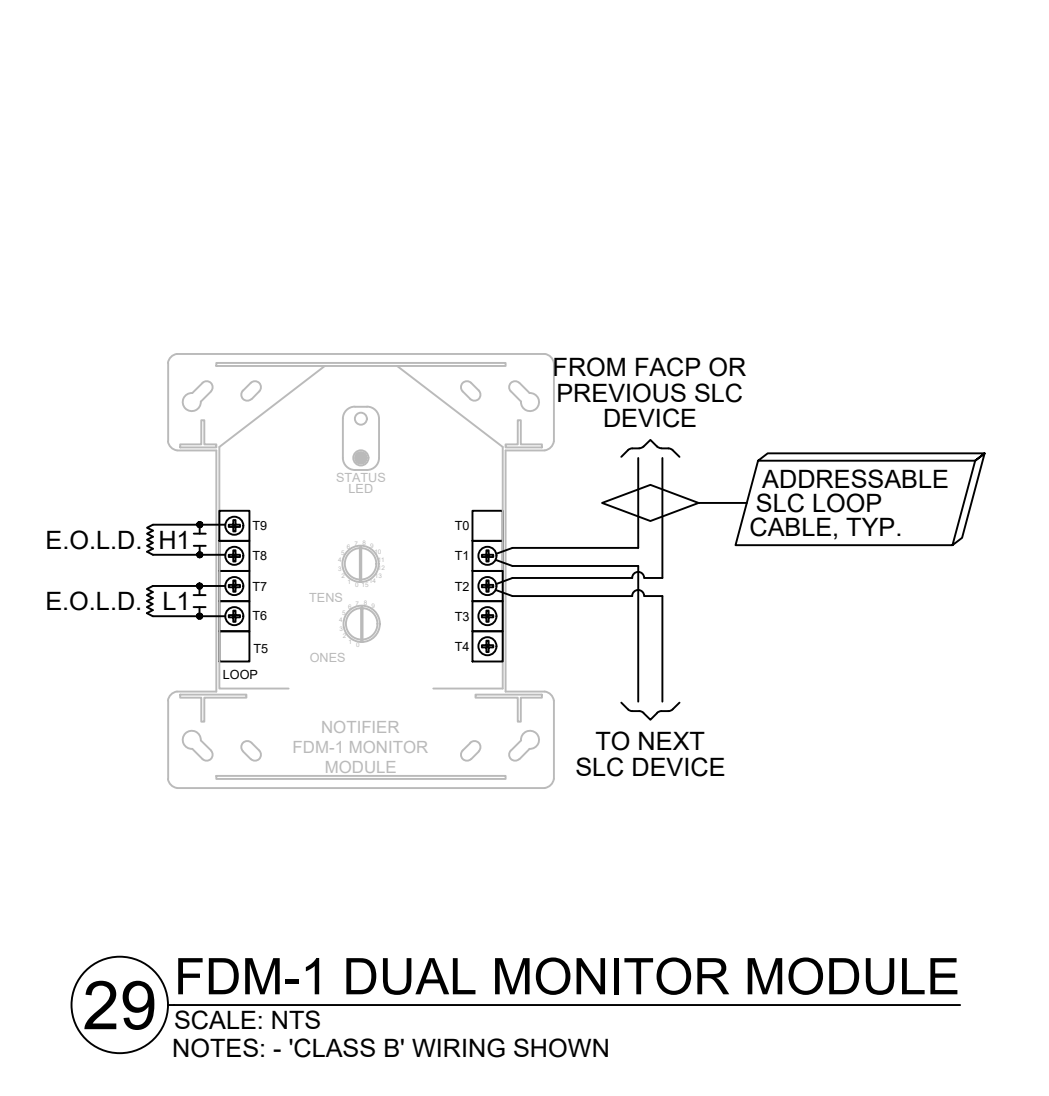 FROM FACP OR
PREVIOUS SLC
DEVICE
ADDRESSABLE
SLC LOOP
CABLE, TYP.
STATUS
LED
E.O.L.D.
H1
T9
T8
E.O.L.D.
L1
T7
T6
T5
LOOP
TENS
ONES
T0
T1
T2
T3
T4
NOTIFIER
FDM-1 MONITOR
MODULE
TO NEXT
SLC DEVICE
29
FDM-1 DUAL MONITOR MODULE
SCALE: NTS
NOTES: - 'CLASS B' WIRING SHOWN